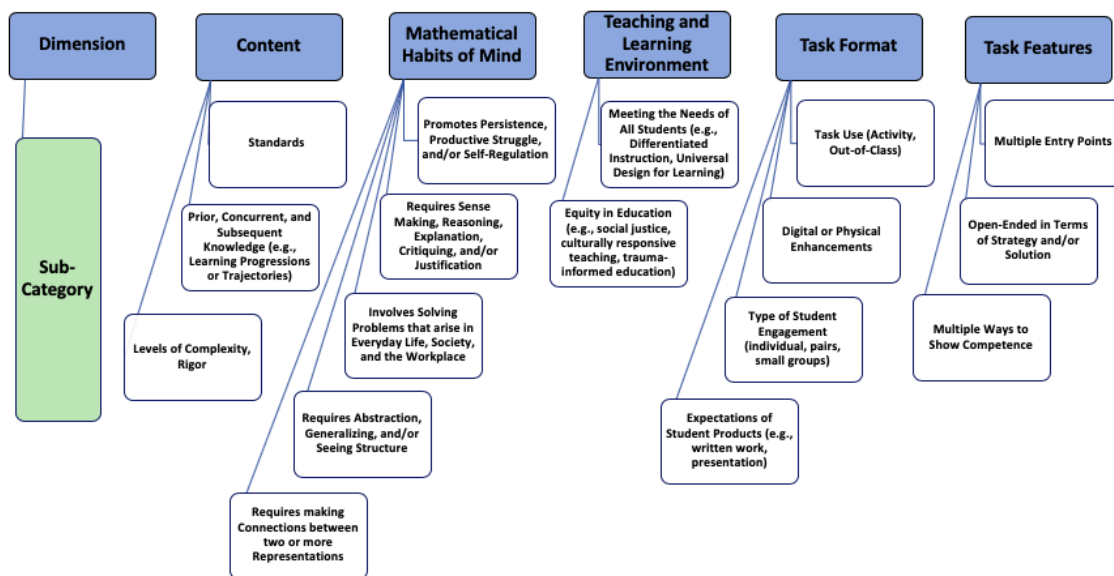 Dimension
Content
Mathematical
Habits of Mind
Teaching and
Learning
Environment
Task Format
Task Features
Sub-
Category
Standards
Prior, Concurrent, and
Subsequent
Knowledge (e.g.,
Learning Progressions
or Trajectories)
Levels of Complexity,
Rigor
Promotes Persistence,
Productive Struggle,
and/or Self-Regulation
Requires Sense
Making, Reasoning,
Explanation,
Critiquing, and/or
Justification
Involves Solving
Problems that arise in
Everyday Life, Society,
and the Workplace
Requires Abstraction,
Generalizing, and/or
Seeing Structure
Requires making
Connections between
two or more
Representations
Meeting the Needs of
All Students (e.g.,
Differentiated
Instruction, Universal
Design for Learning)
Equity in Education
(e.g., social justice,
culturally responsive
teaching, trauma-
informed education)
Task Use (Activity,
Out-of-Class)
Digital or Physical
Enhancements
Type of Student
Engagement
(individual, pairs,
small groups)
Expectations of
Student Products (e.g.,
written work,
presentation)
Multiple Entry Points
Open-Ended in Terms
of Strategy and/or
Solution
Multiple Ways to
Show Competence